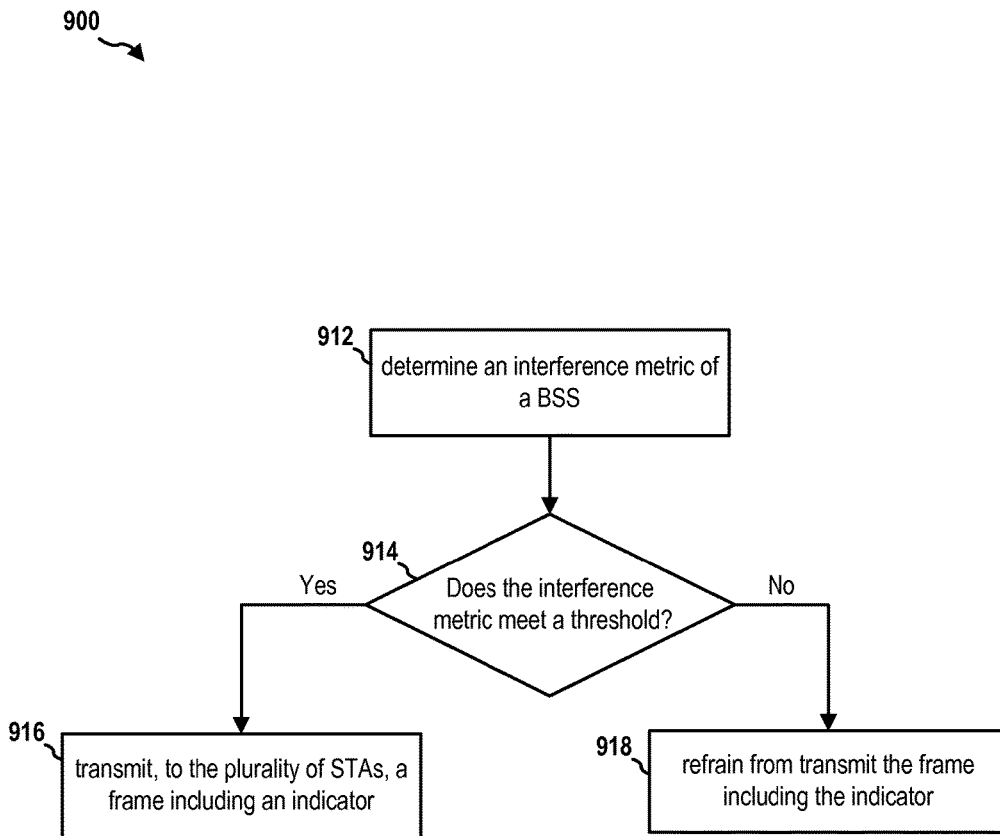 900
912
determine an interference metric of
a BSS
914
Yes
Does the interference
metric meet a threshold?
No
916
transmit, to the plurality of STAs, a
frame including an indicator
918
refrain from transmit the frame
including the indicator